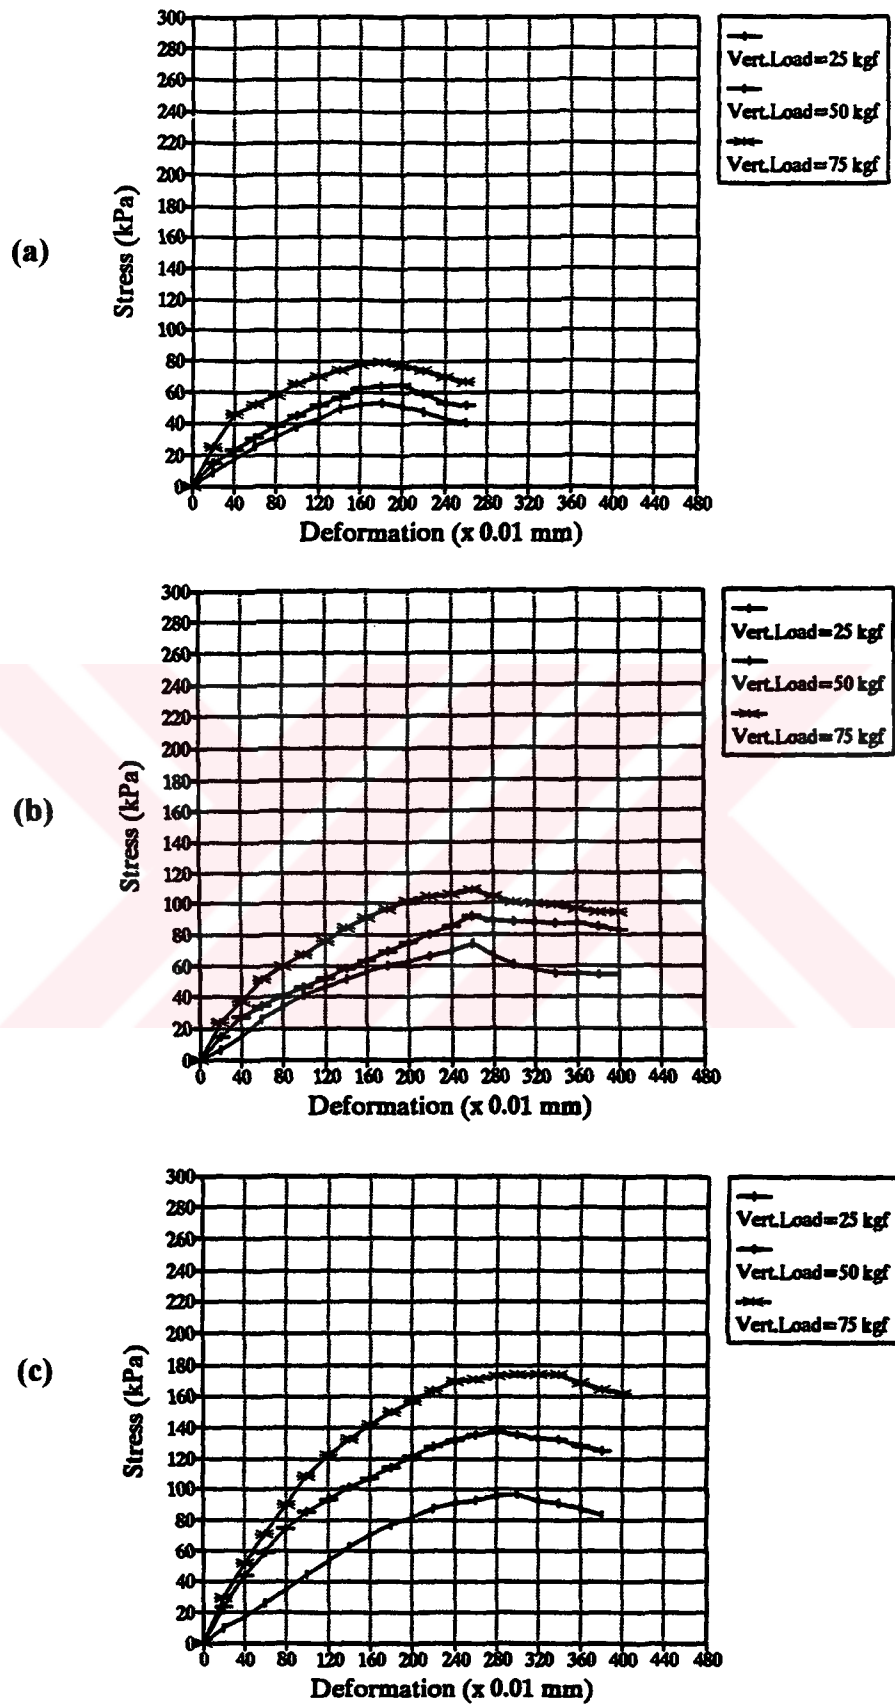 (a)
Stress (kPa)
300
280
260
240
220
200
180
160
140
120
100
80
60
40
20
0
0 40 80 120 160 200 240 280 320 360 400 440 480
Deformation (x 0.01 mm)
Vert.Load=25 kgf
Vert.Load=50 kgf
Vert.Load=75 kgf
(b)
Stress (kPa)
300
280
260
240
220
200
180
160
140
120
100
80
60
40
20
0
0 40 80 120 160 200 240 280 320 360 400 440 480
Deformation (x 0.01 mm)
Vert.Load=25 kgf
Vert.Load=50 kgf
Vert.Load=75 kgf
(c)
Stress (kPa)
300
280
260
240
220
200
180
160
140
120
100
80
60
40
20
0
0 40 80 120 160 200 240 280 320 360 400 440 480
Deformation (x 0.01 mm)
Vert.Load=25 kgf
Vert.Load=50 kgf
Vert.Load=75 kgf